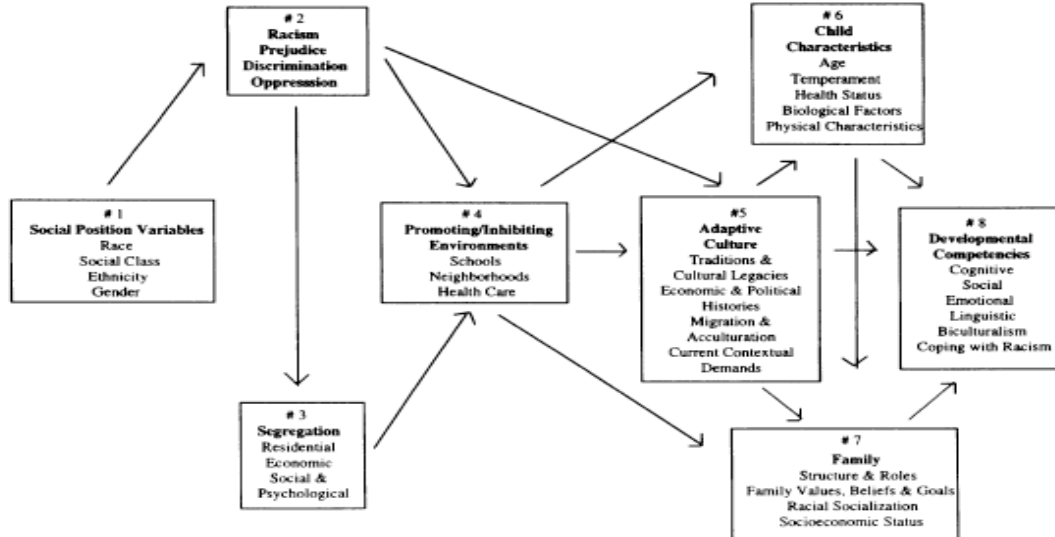 # 2
Racism
Prejudice
Discrimination
Oppresssion
# 6
Child
Characteristics
Age
Temperament
Health Status
Biological Factors
Physical Characteristics
# 1
Social Position Variables
Race
Social Class
Ethnicity
Gender
# 4
Promoting/Inhibiting
Environments
Schools
Neighborhoods
Health Care
#5
Adaptive
Culture
Traditions &
Cultural Legacies
Economic & Political
Histories
Migration &
Acculturation
Current Contextual
Demands
# 8
Developmental
Competencies
Cognitive
Social
Emotional
Linguistic
Biculturalism
Coping with Racism
# 3
Segregation
Residential
Economic
Social &
Psychological
# 7
Family
Structure & Roles
Family Values, Beliefs & Goals
Racial Socialization
Socioeconomic Status